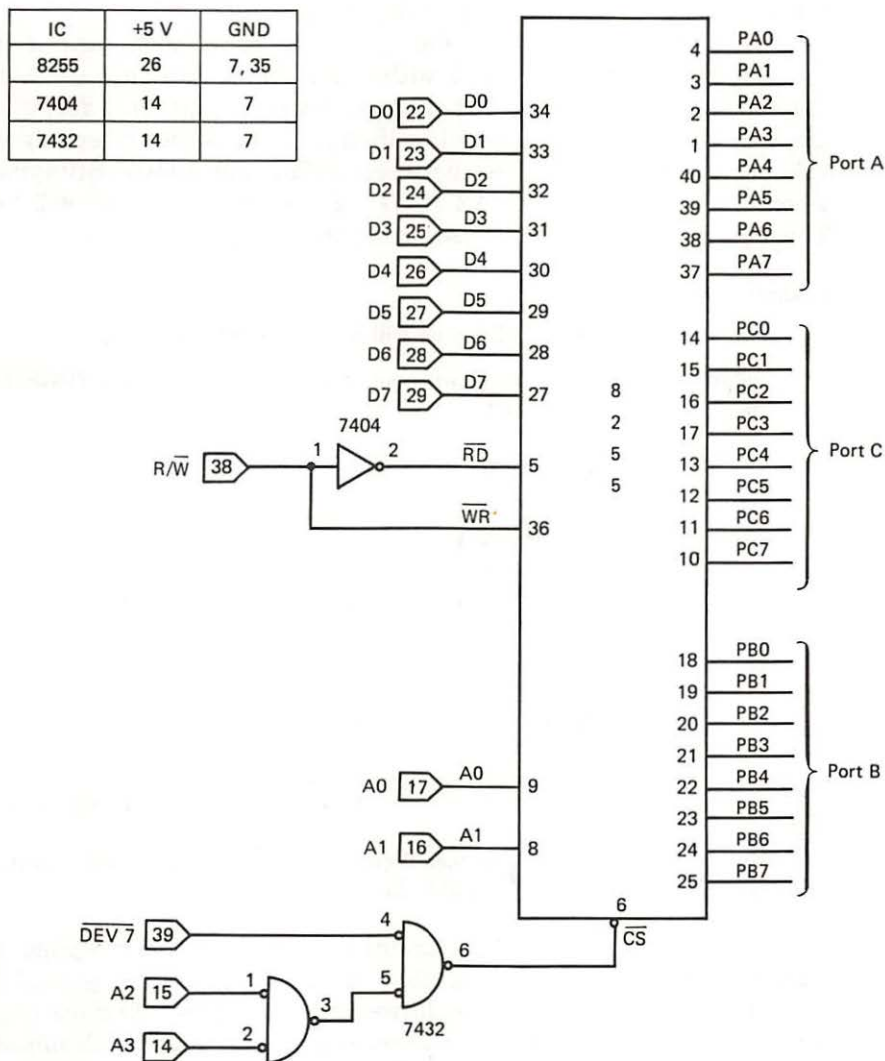 IC +5 V GND
8255 26 7, 35
7404 14 7
7432 14 7
4 PA0
3 PA1
2 PA2
1 PA3
40 PA4
39 PA5
38 PA6
37 PA7
Port A
D0 22 D0 34
D1 23 D1 33
D2 24 D2 32
D3 25 D3 31
D4 26 D4 30
D5 27 D5 29
D6 28 D6 28
D7 29 D7 27
14 PC0
15 PC1
16 PC2
17 PC3
13 PC4
12 PC5
11 PC6
10 PC7
Port C
8
2
5
5
7404
R/W̅ 38 1 2 R̅D̅ 5
W̅R̅ 36
18 PB0
19 PB1
20 PB2
21 PB3
22 PB4
23 PB5
24 PB6
25 PB7
Port B
A0 17 A0 9
A1 16 A1 8
D̅E̅V̅ 7̅ 39 4 6
6
C̅S̅
A2 15 1 3 5
7432
A3 14 2